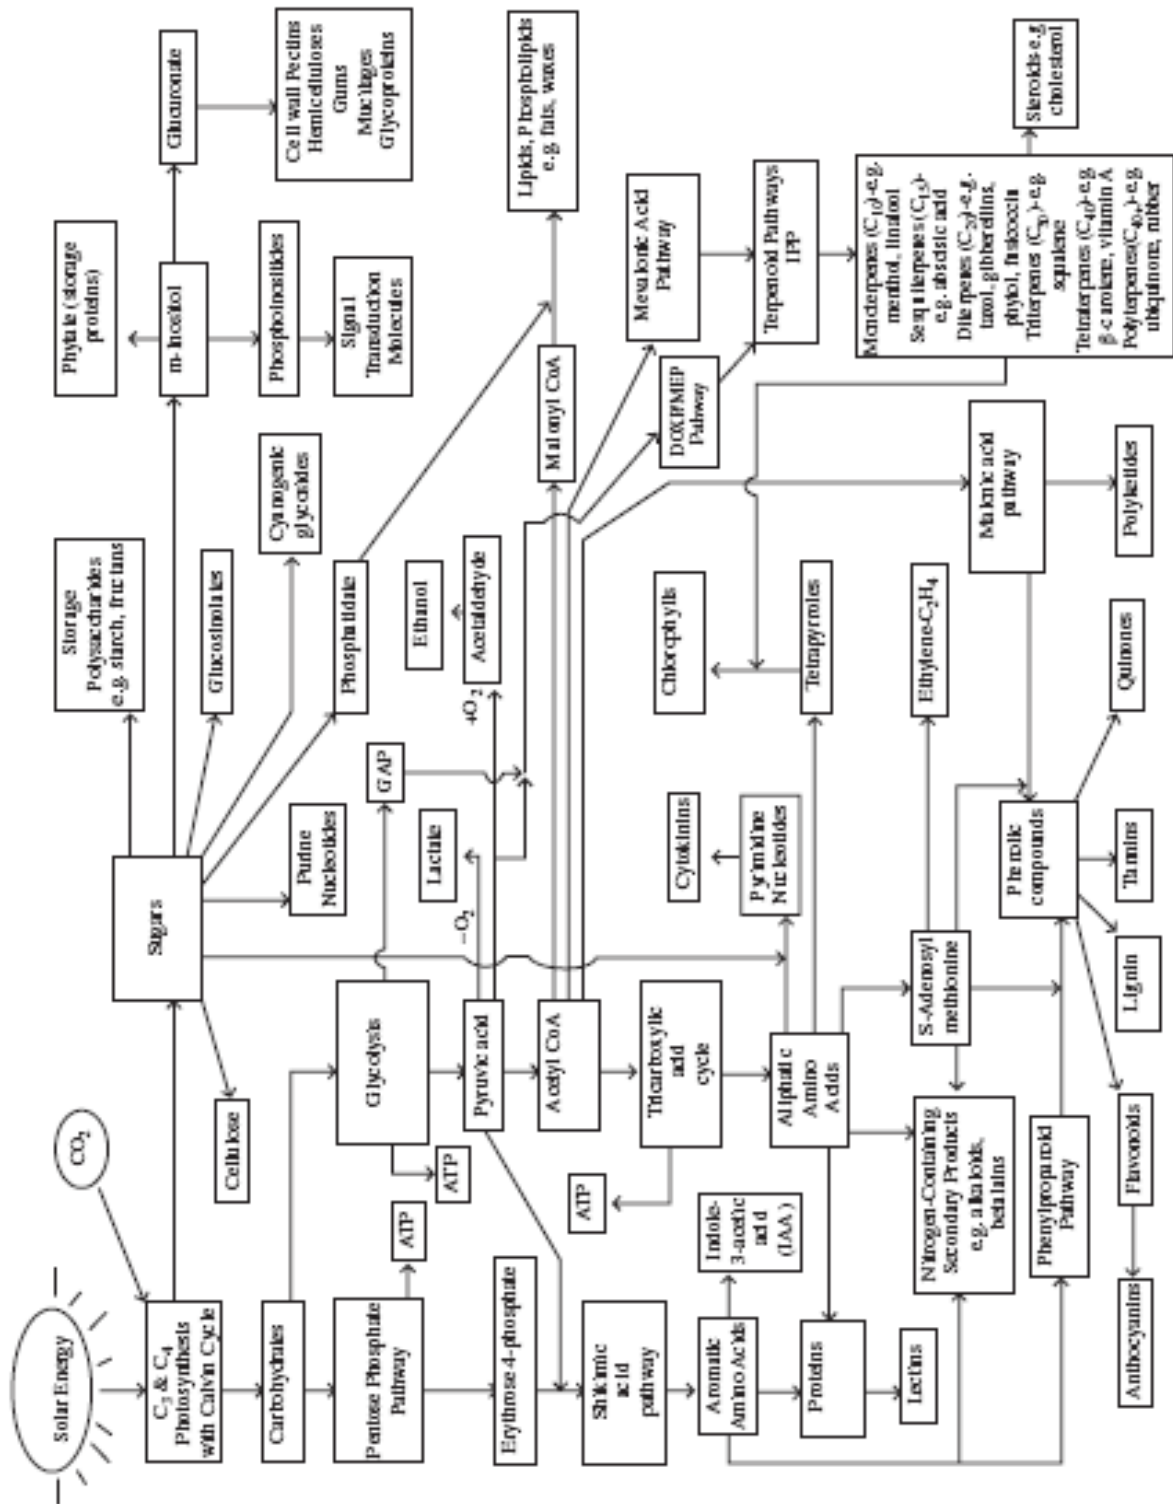 Solar Energy
CO₂
C₃ & C₄
Photosynthesis
with Calvin Cycle
Sugars
Cellulose
Storage
Polysaccharides
e.g. starch, fructans
Glucosinolates
Cyanogenic
glycosides
Phosphatidate
Purine
Nucleotides
Phytate (storage
proteins)
m-Inositol
Glucuronate
Phosphoinositides
Signal
Transduction
Molecules
Cell wall Pectins
Hemicelluloses
Gums
Mucilages
Glycoproteins
Carbohydrates
Glycolysis
GAP
ATP
Pentose Phosphate
Pathway
ATP
Pyruvic acid
−O₂
Lactate
+O₂
Acetaldehyde
Ethanol
Lipids, Phospholipids
e.g. fats, waxes
Erythrose 4-phosphate
Acetyl CoA
Malonyl CoA
Shikimic
acid
pathway
ATP
Tricarboxylic
acid
cycle
Mevalonic Acid
Pathway
DOXP/MEP
Pahway
Terpenoid Pathways
IPP
Aromatic
Amino Acids
Indole-
3-acetic
acid
(IAA)
Aliphatic
Amino
Acids
Cytokinins
Pyrimidine
Nucleotides
Chlorophylls
Tetrapyrroles
Monoterpenes (C₁₀)-e.g.
menthol, linalool
Sesquiterpenes (C₁₅)-
e.g. abscisic acid
Diterpenes (C₂₀)-e.g.
taxol, gibberellins,
phytol, fusicoccin
Triterpenes (C₃₀)-e.g
squalene
Tetraterpenes (C₄₀)-e.g
β-carotene, vitamin A
Polyterpenes(C₄₀₊)-e.g
ubiquinone, rubber
Steroids-e.g
cholesterol
Proteins
Lectins
Nitrogen-Containing
Secondary Products
e.g. alkaloids,
betalains
S-Adenosyl
methionine
Ethylene-C₂H₄
Malonic acid
pathway
Polyketides
Phenylpropanoid
Pathway
Phenolic
compounds
Anthocyanins
Flavonoids
Lignin
Tannins
Quinones